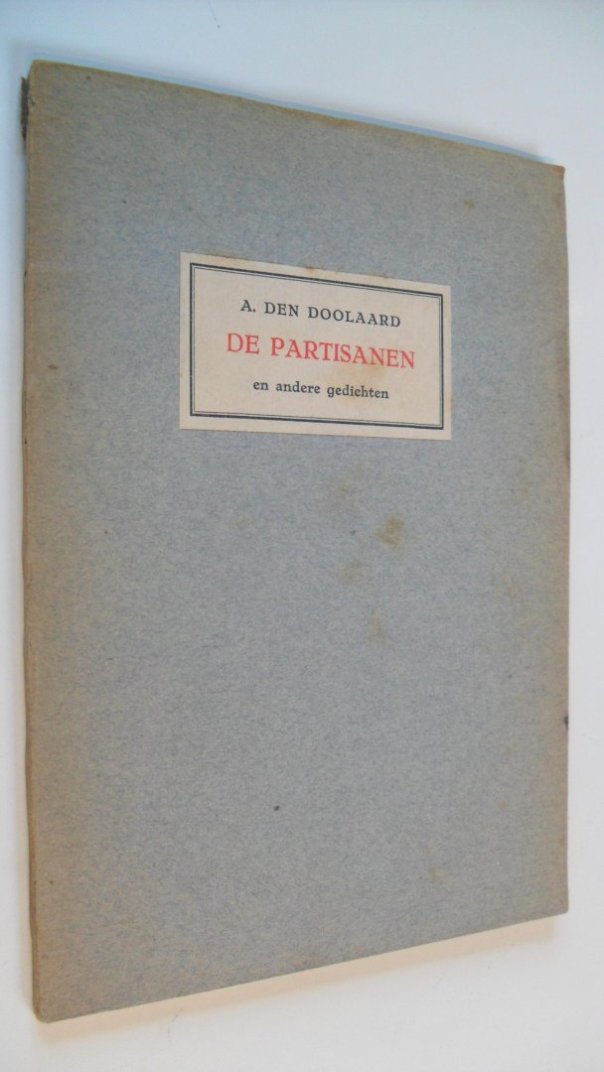 A. DEN DOOLAARD
DE PARTISANEN
en andere gedichten